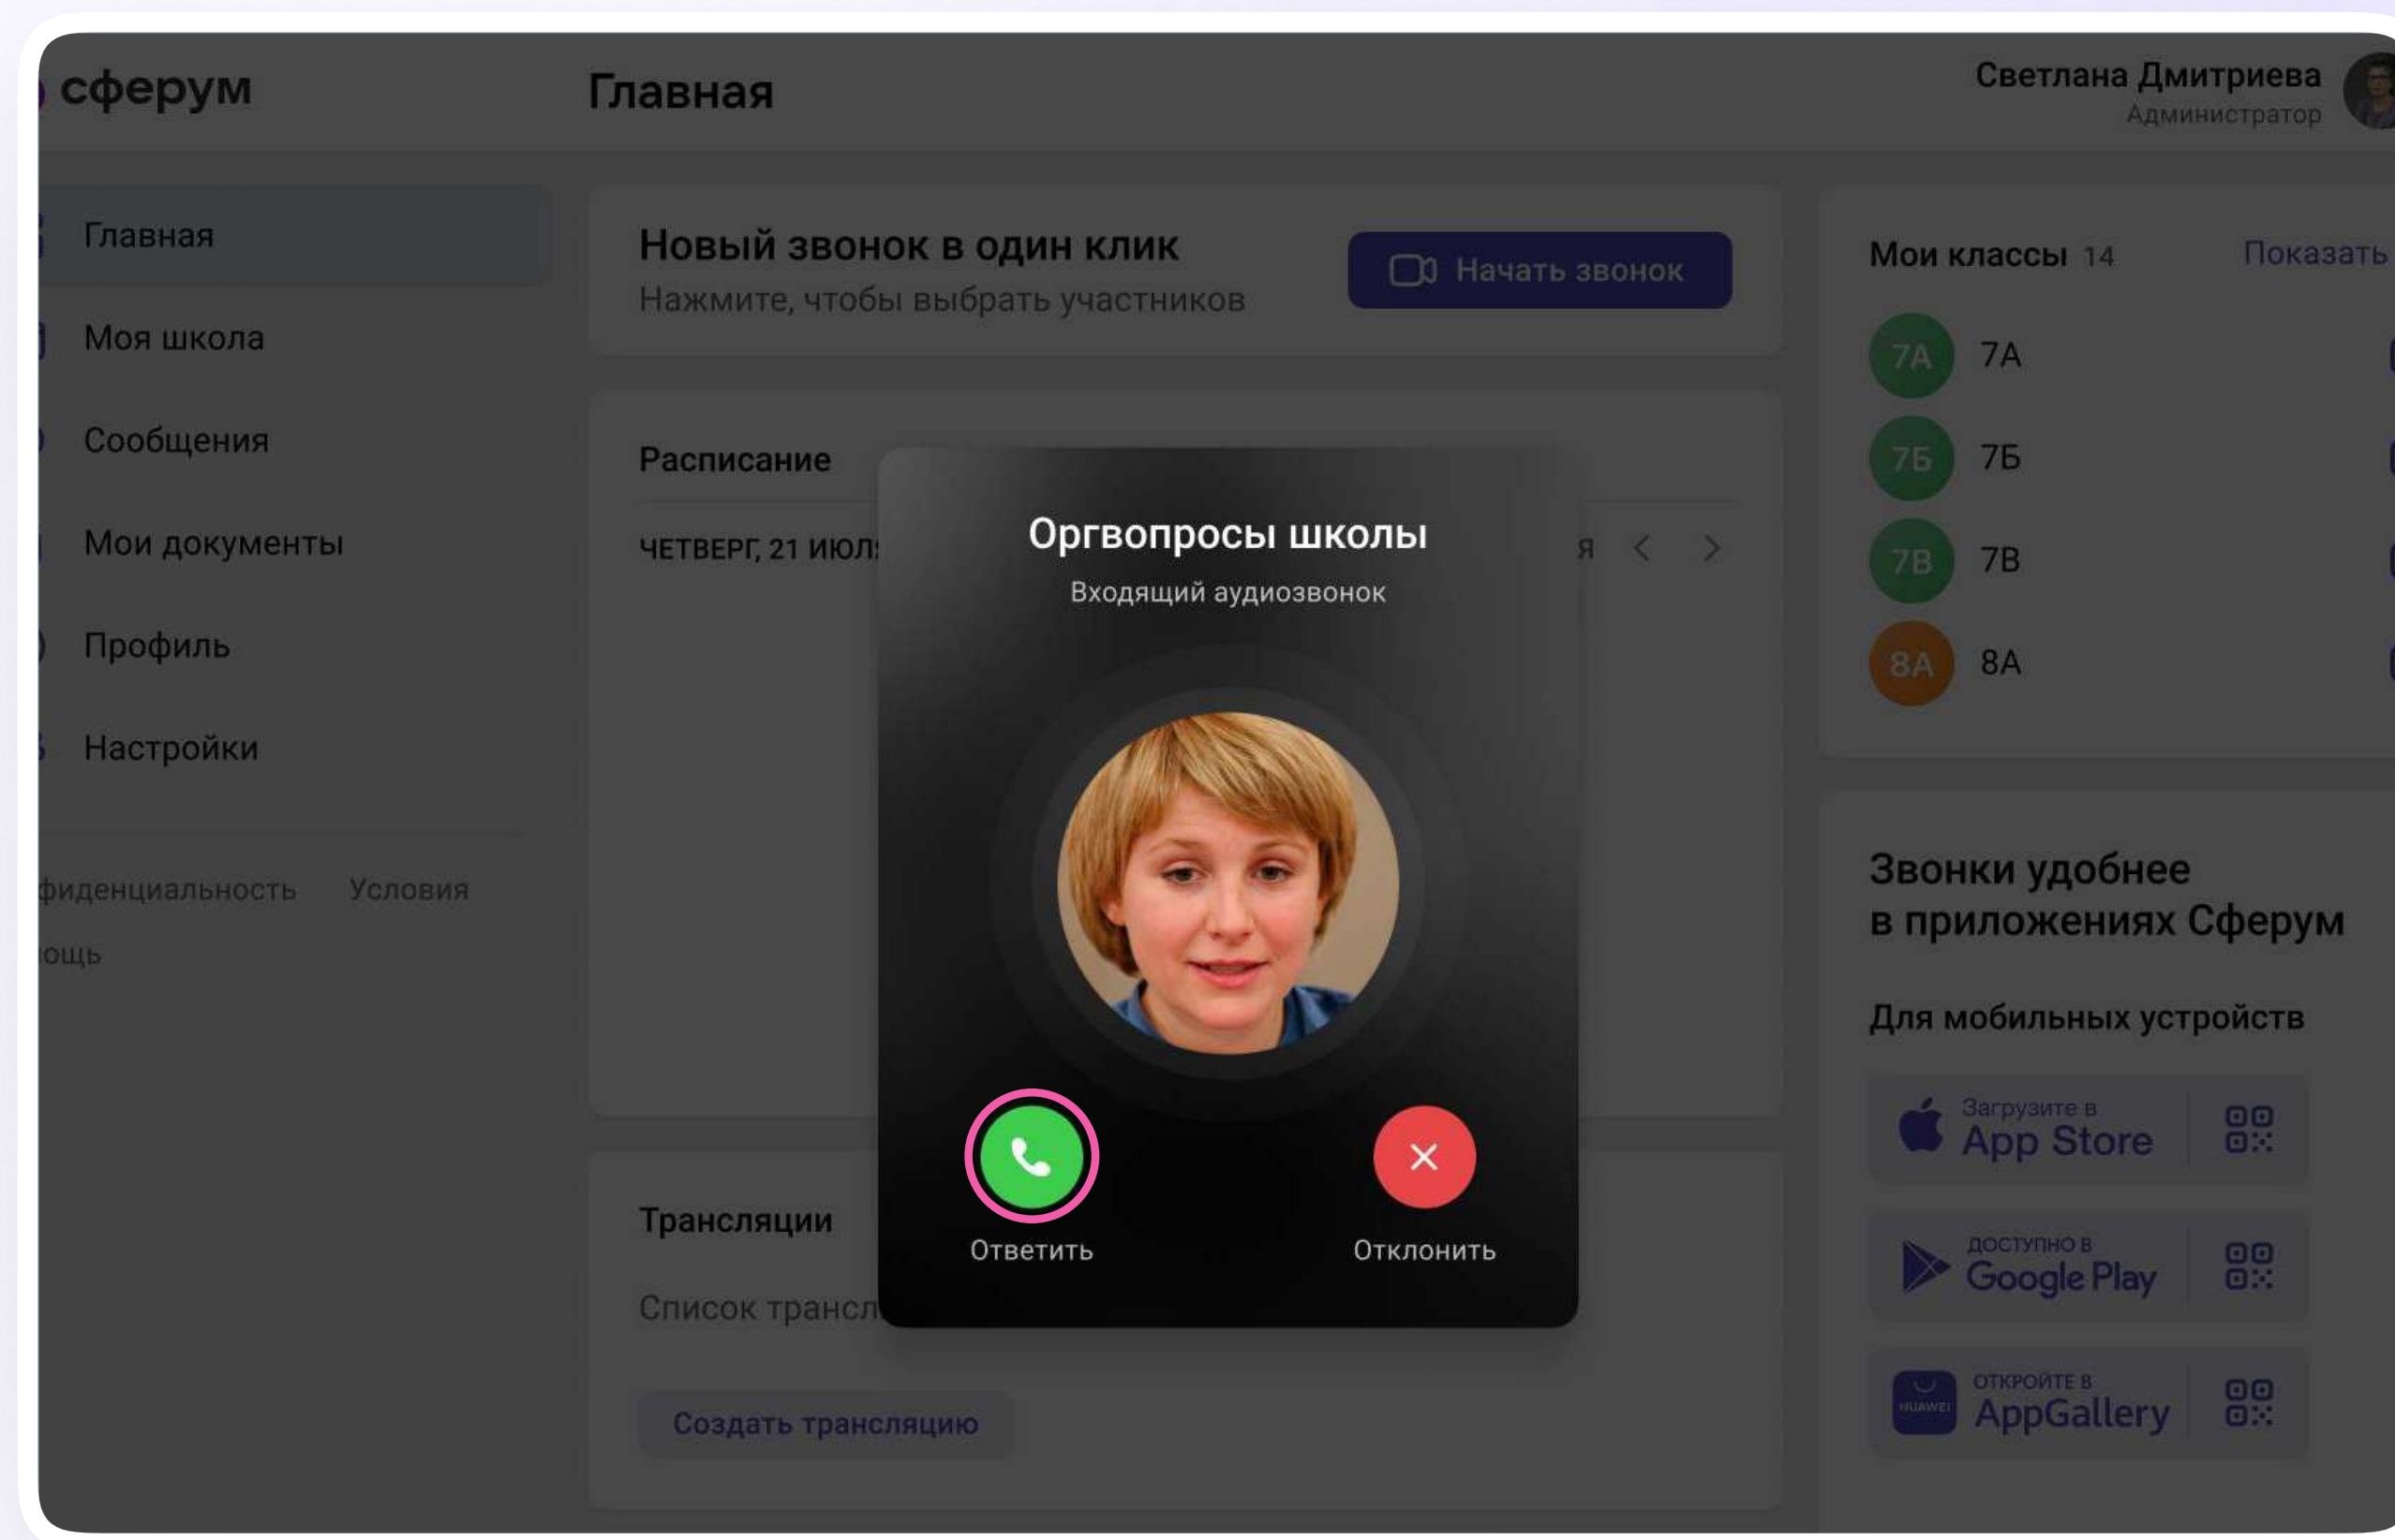 сферум
Главная
Светлана Дмитриева
Администратор
Главная
Моя школа
Сообщения
Мои документы
Профиль
Настройки
фиденциальность Условия
ощь
Новый звонок в один клик
Нажмите, чтобы выбрать участников
Начать звонок
Расписание
ЧЕТВЕРГ, 21 ИЮЛЯ
Я
Оргвопросы школы
Входящий аудиозвонок
Ответить
Отклонить
Трансляции
Список трансл
Создать трансляцию
Мои классы 14
Показать
7А 7А
7Б 7Б
7В 7В
8А 8А
Звонки удобнее
в приложениях Сферум
Для мобильных устройств
Загрузите в
App Store
ДОСТУПНО В
Google Play
HUAWEI
ОТКРОЙТЕ В
AppGallery